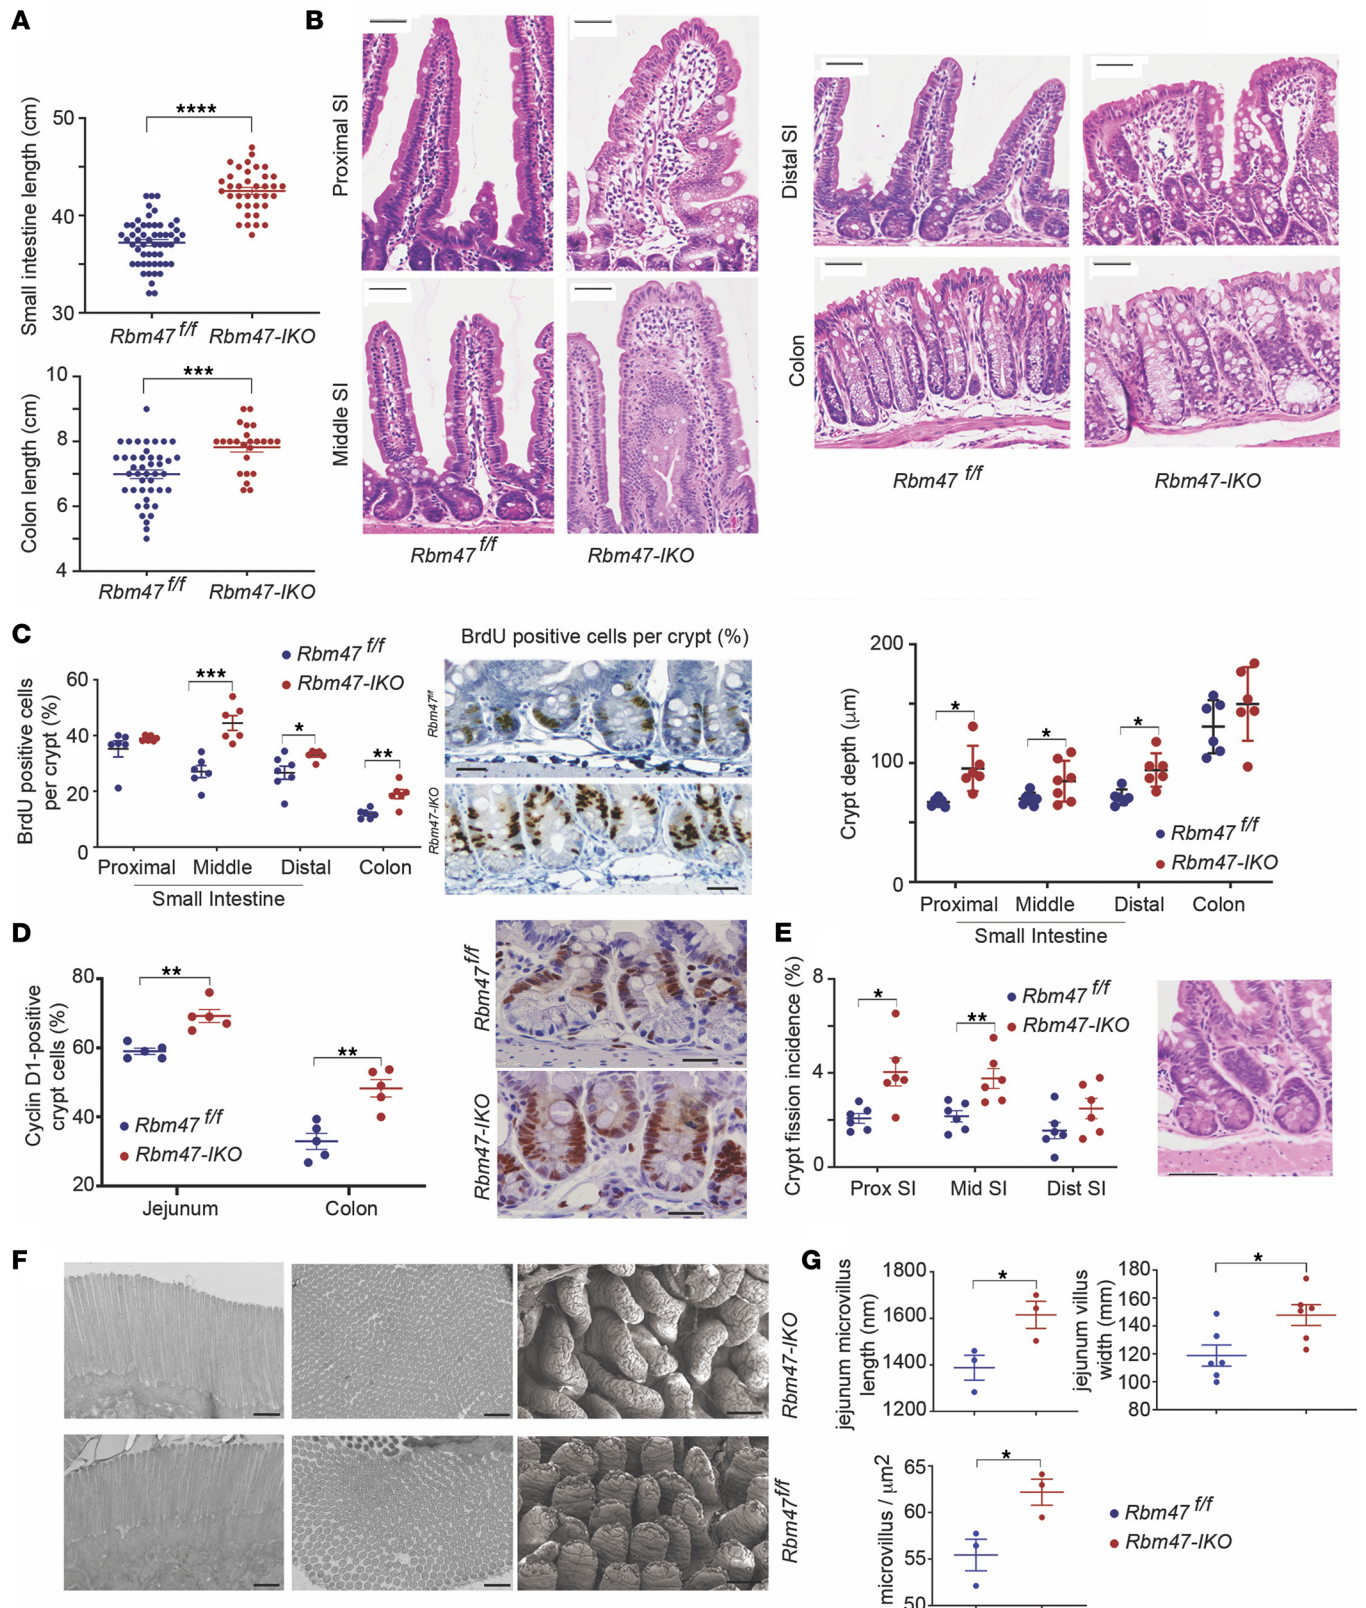 A
Small intestine length (cm)
50
40
30
****
Rbm47 f/f
Rbm47-IKO
Colon length (cm)
10
8
6
4
***
Rbm47 f/f
Rbm47-IKO
B
Proximal SI
Middle SI
Rbm47 f/f
Rbm47-IKO
Distal SI
Colon
Rbm47 f/f
Rbm47-IKO
C
BrdU positive cells
per crypt (%)
60
40
20
0
***
*
**
Rbm47 f/f
Rbm47-IKO
Proximal
Middle
Distal
Colon
Small Intestine
BrdU positive cells per crypt (%)
Rbm47f/f
Rbm47-IKO
Crypt depth (μm)
200
100
0
*
*
*
Rbm47 f/f
Rbm47-IKO
Proximal
Middle
Distal
Colon
Small Intestine
D
Cyclin D1-positive
crypt cells (%)
80
60
40
20
**
**
Rbm47 f/f
Rbm47-IKO
Jejunum
Colon
Rbm47f/f
Rbm47-IKO
E
Crypt fission incidence (%)
8
4
0
*
**
Rbm47 f/f
Rbm47-IKO
Prox SI
Mid SI
Dist SI
F
Rbm47-IKO
Rbm47f/f
G
jejunum microvillus
length (nm)
1800
1600
1400
1200
*
jejunum villus
width (mm)
180
160
140
120
100
80
*
microvillus / μm2
65
60
55
50
*
Rbm47 f/f
Rbm47-IKO